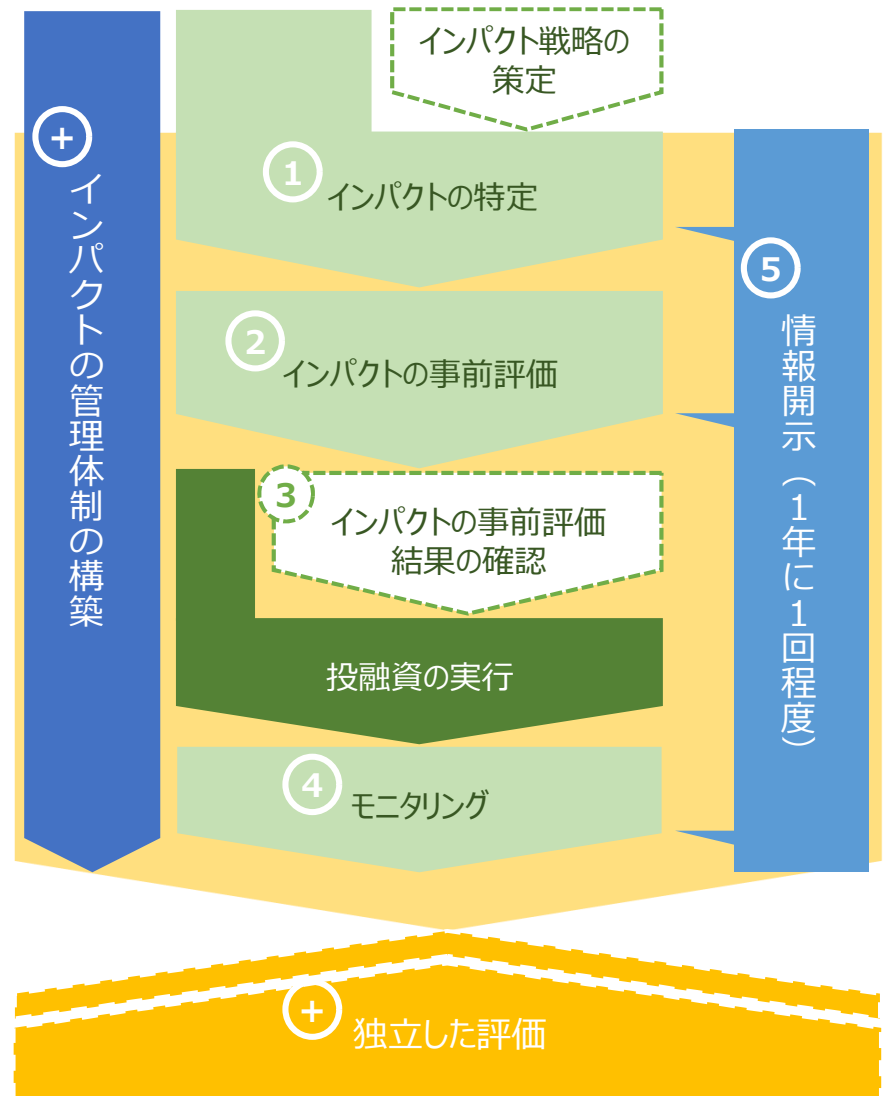 インパクト戦略の
策定
+
インパクトの管理体制の構築
1
インパクトの特定
2
インパクトの事前評価
3
インパクトの事前評価
結果の確認
投融資の実行
4
モニタリング
5
情報開示（1年に1回程度）
+
独立した評価